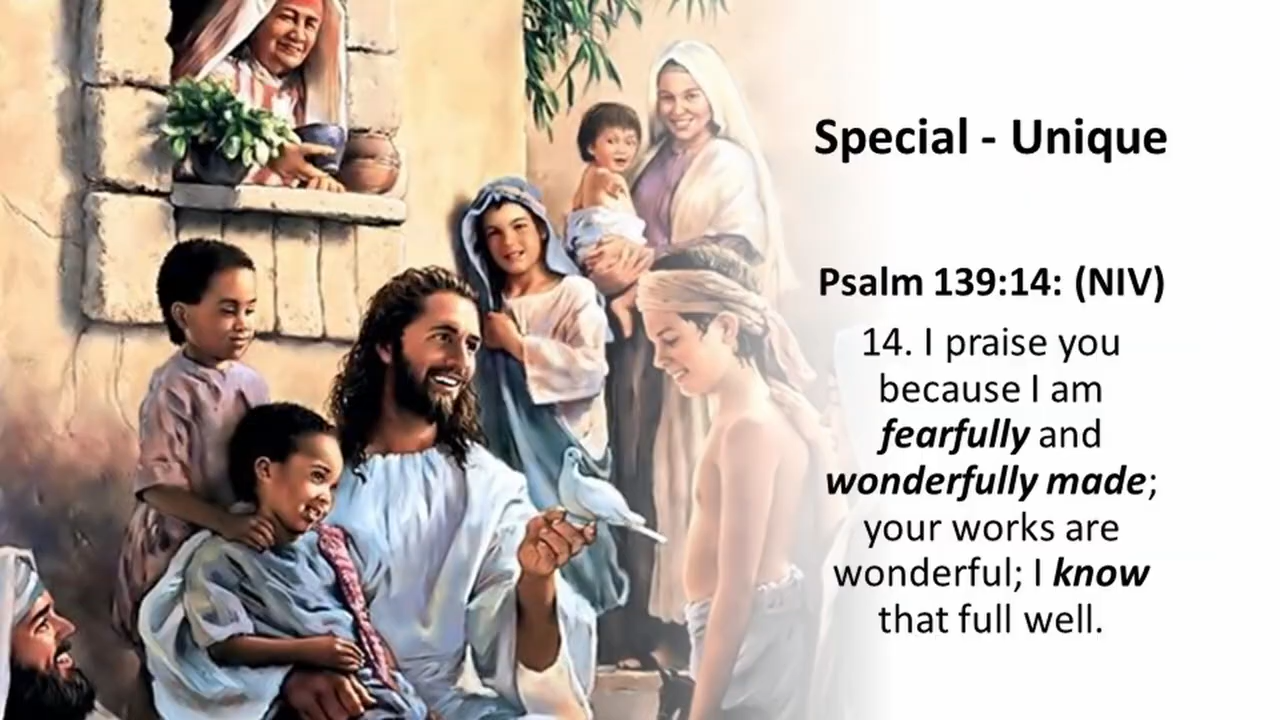 Special - Unique
Psalm 139:14: (NIV)
14. I praise you
because I am
fearfully and
wonderfully made;
your works are
wonderful; I know
that full well.